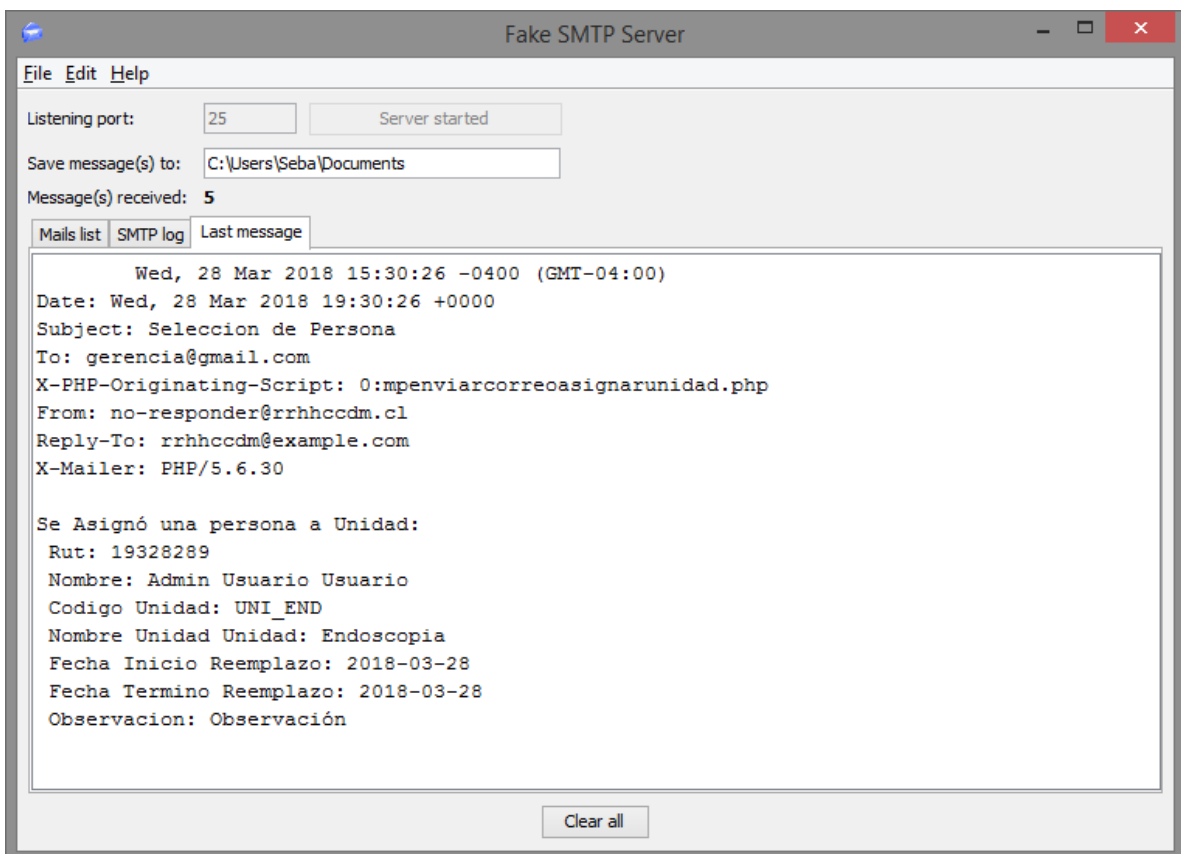 Fake SMTP Server
File Edit Help
Listening port: 25 Server started
Save message(s) to: C:\Users\Seba\Documents
Message(s) received: 5
Mails list SMTP log Last message
Wed, 28 Mar 2018 15:30:26 -0400 (GMT-04:00)
Date: Wed, 28 Mar 2018 19:30:26 +0000
Subject: Seleccion de Persona
To: gerencia@gmail.com
X-PHP-Originating-Script: 0:mpenviarcorreoasignarunidad.php
From: no-responder@rrhhccdm.cl
Reply-To: rrhhccdm@example.com
X-Mailer: PHP/5.6.30
Se Asignó una persona a Unidad:
Rut: 19328289
Nombre: Admin Usuario Usuario
Codigo Unidad: UNI_END
Nombre Unidad Unidad: Endoscopia
Fecha Inicio Reemplazo: 2018-03-28
Fecha Termino Reemplazo: 2018-03-28
Observacion: Observación
Clear all